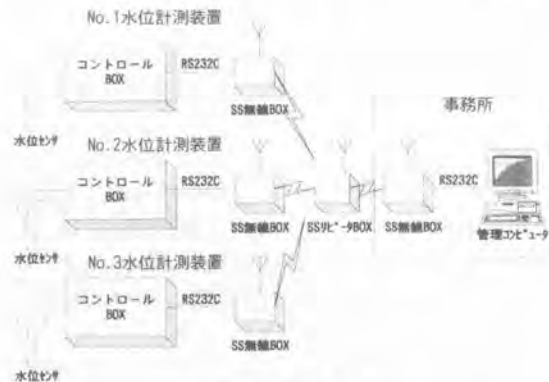 No.1水位計測装置
コントロール
BOX
RS232C
SS無線BOX
水位センサ
事務所
No.2水位計測装置
コントロール
BOX
RS232C
SS無線BOX
SSリピータBOX
SS無線BOX
RS232C
管理コンピュータ
水位センサ
No.3水位計測装置
コントロール
BOX
RS232C
SS無線BOX
水位センサ